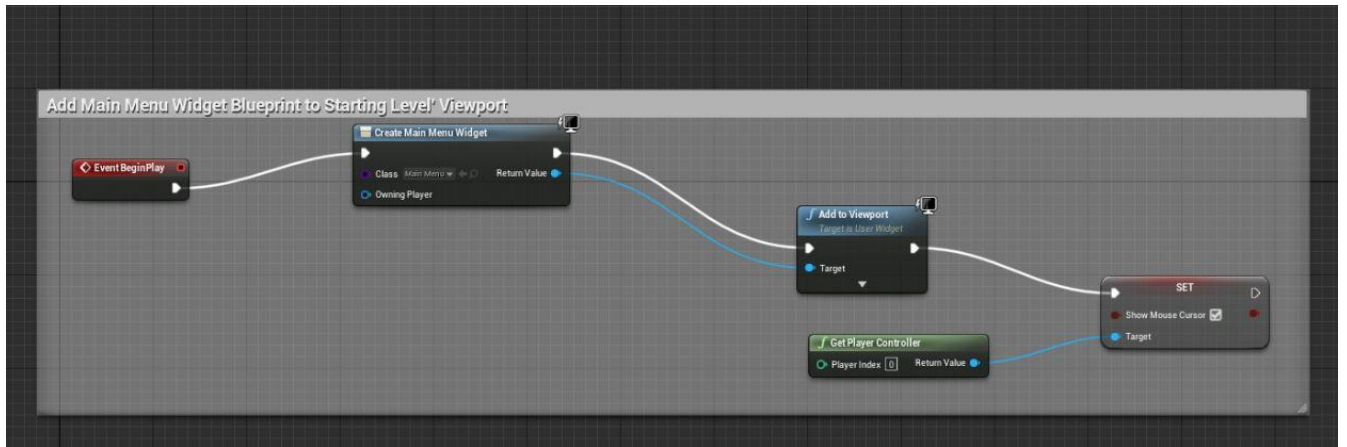 Add Main Menu Widget Blueprint to Starting Level' Viewport
Event BeginPlay
Create Main Menu Widget
Class Main Menu Return Value
Owning Player
f Add to Viewport
Target is User Widget
Target
SET
Show Mouse Cursor
Target
f Get Player Controller
Player Index 0 Return Value